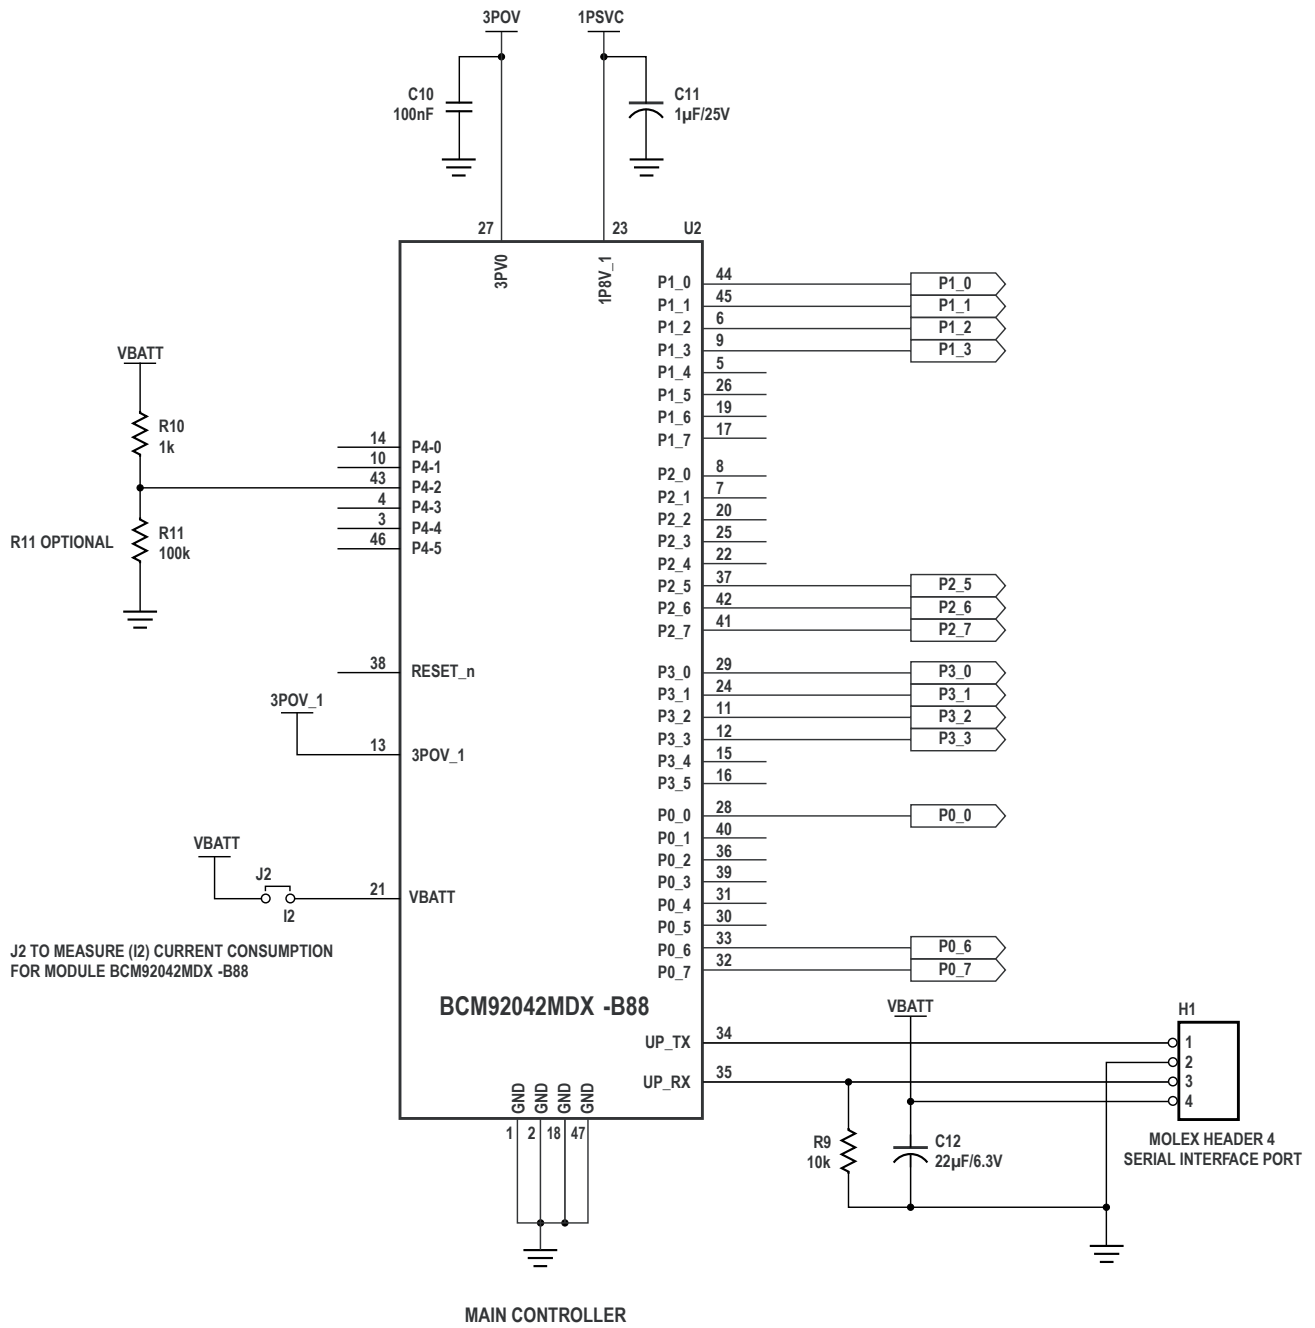 3POV
1PSVC
C10
100nF
C11
1µF/25V
27
23
U2
3PV0
1P8V_1
P1_0 44 P1_0
P1_1 45 P1_1
P1_2 6 P1_2
P1_3 9 P1_3
P1_4 5
P1_5 26
P1_6 19
P1_7 17
VBATT
R10
1k
14 P4-0
10 P4-1
43 P4-2
4 P4-3
3 P4-4
46 P4-5
R11 OPTIONAL
R11
100k
P2_0 8
P2_1 7
P2_2 20
P2_3 25
P2_4 22
P2_5 37 P2_5
P2_6 42 P2_6
P2_7 41 P2_7
38 RESET_n
3POV_1
13 3POV_1
P3_0 29 P3_0
P3_1 24 P3_1
P3_2 11 P3_2
P3_3 12 P3_3
P3_4 15
P3_5 16
P0_0 28 P0_0
P0_1 40
P0_2 36
P0_3 39
P0_4 31
P0_5 30
P0_6 33 P0_6
P0_7 32 P0_7
VBATT
J2
I2
21 VBATT
J2 TO MEASURE (I2) CURRENT CONSUMPTION
FOR MODULE BCM92042MDX -B88
BCM92042MDX -B88
UP_TX 34
UP_RX 35
VBATT
H1
1
2
3
4
GND GND GND GND
1 2 18 47
R9
10k
C12
22µF/6.3V
MOLEX HEADER 4
SERIAL INTERFACE PORT
MAIN CONTROLLER